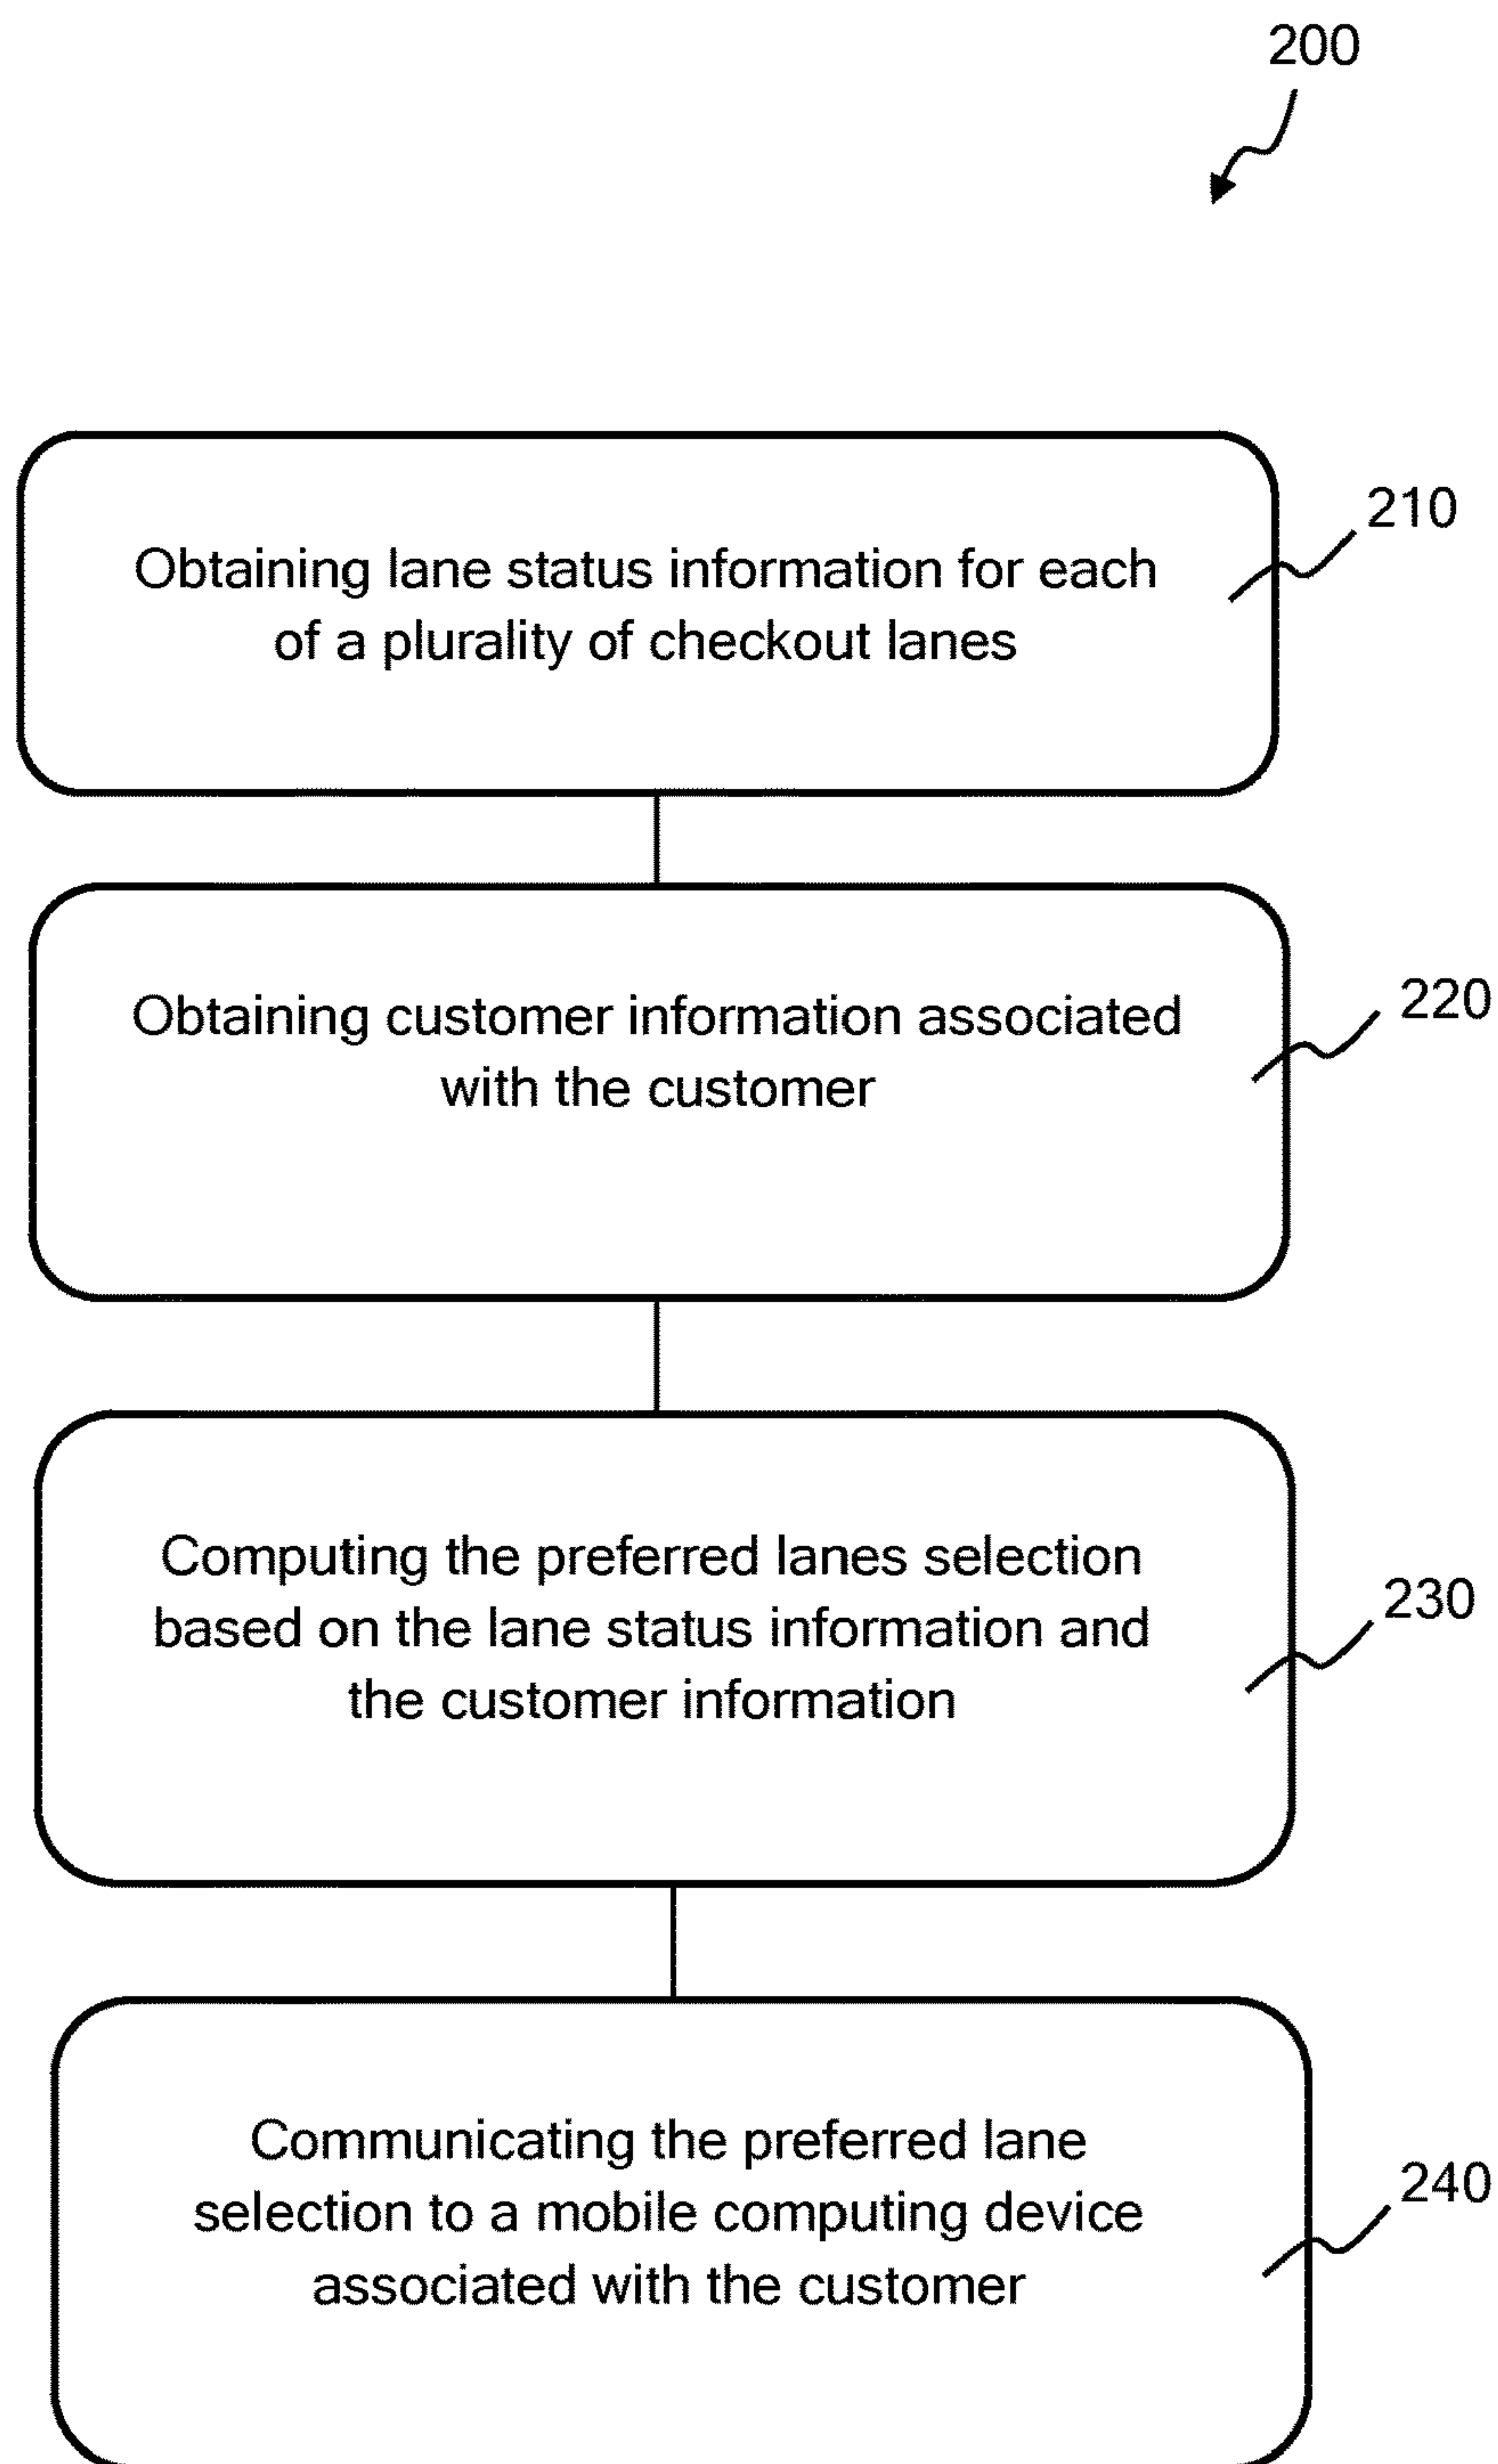 200
Obtaining lane status information for each
of a plurality of checkout lanes
210
Obtaining customer information associated
with the customer
220
Computing the preferred lanes selection
based on the lane status information and
the customer information
230
Communicating the preferred lane
selection to a mobile computing device
associated with the customer
240